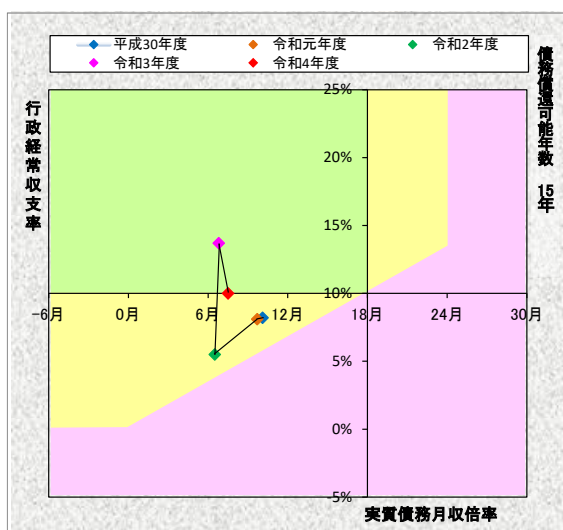 平成30年度 令和元年度 令和2年度
令和3年度 令和4年度
行政経常収支率
債務償還可能年数 15年
25%
20%
15%
10%
-6月 0月 6月 12月 18月 24月 30月
5%
0%
-5%
実質債務月収倍率